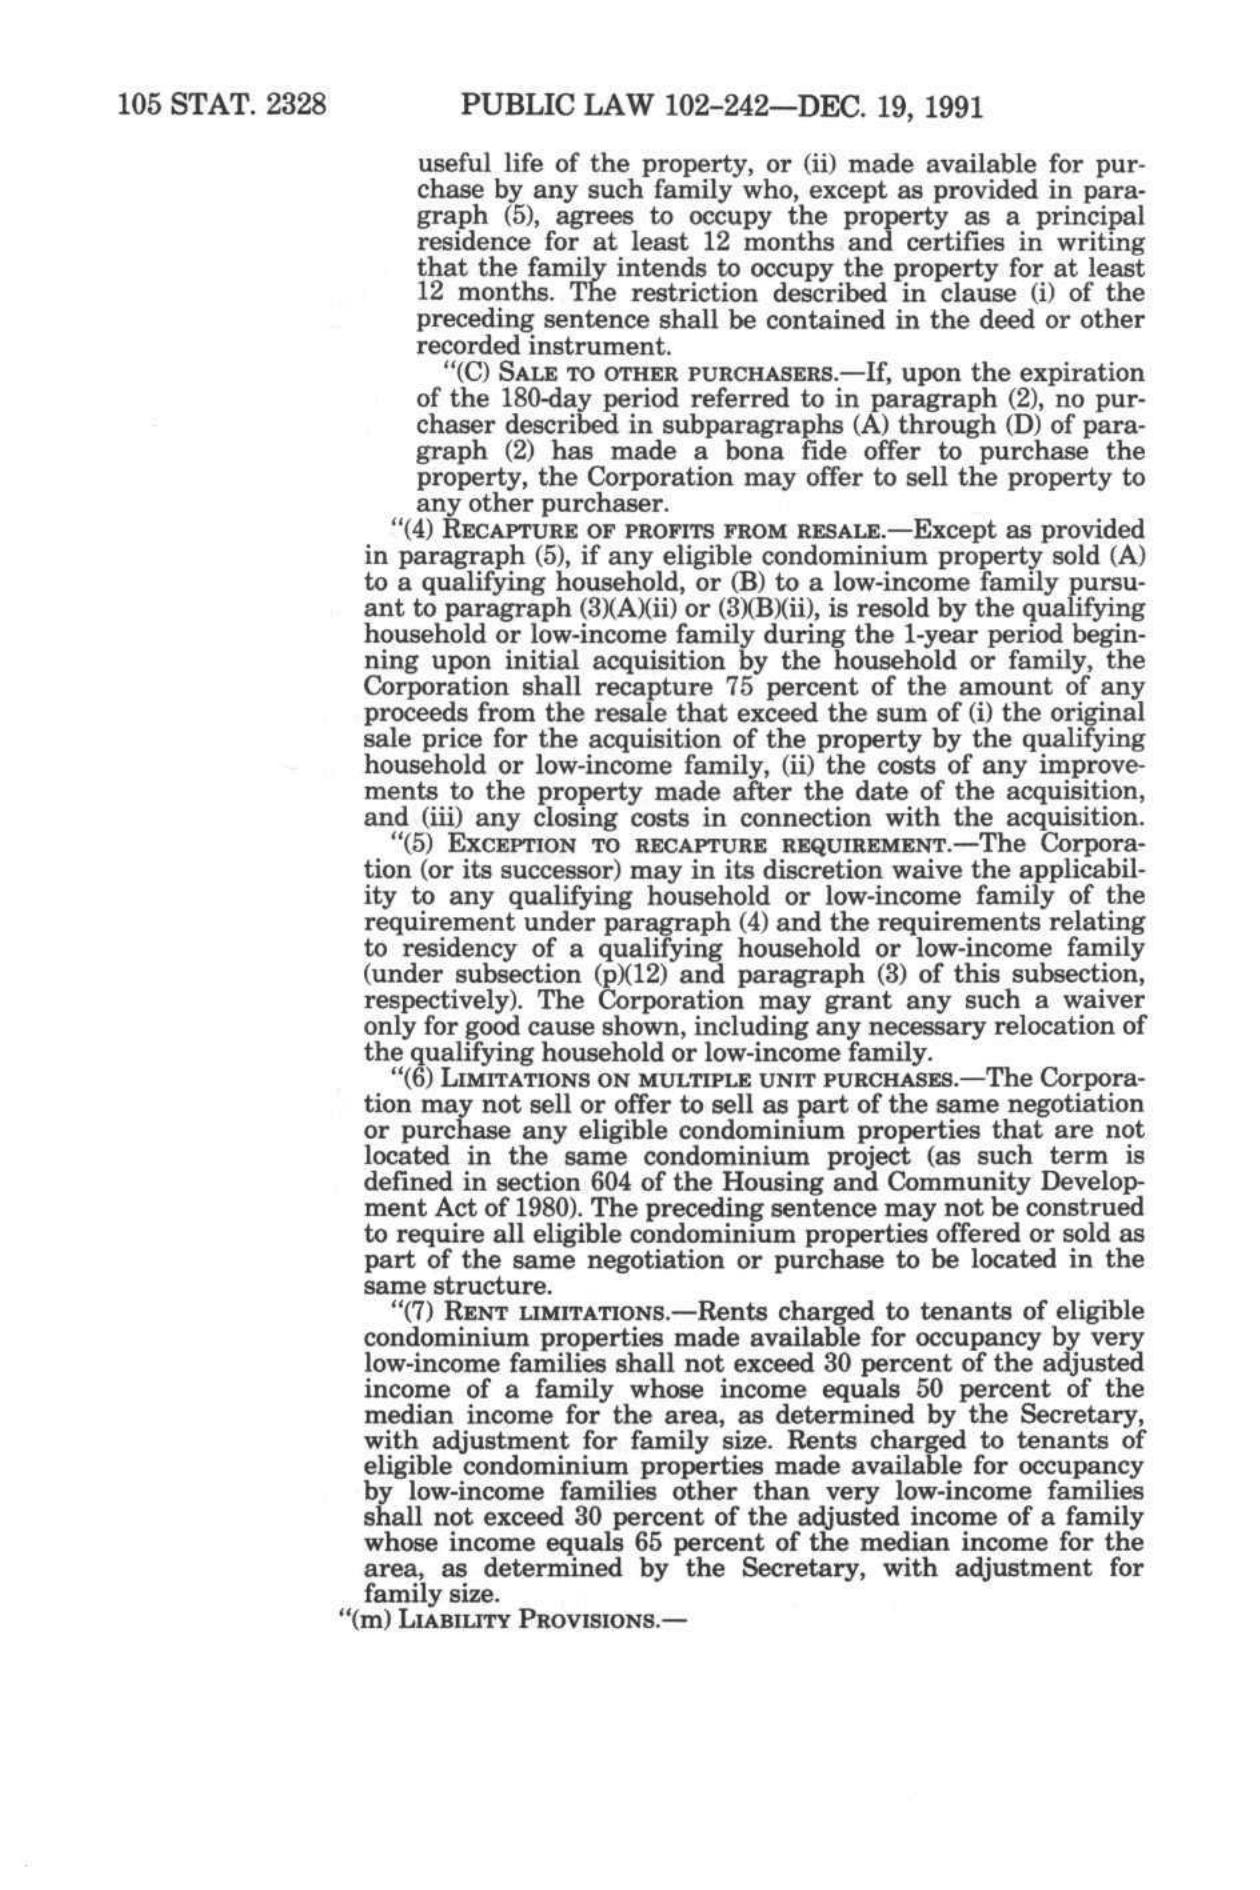 105 STAT. 2328 PUBLIC LAW 102-242—DEC. 19, 1991
useful life of the property, or (ii) made available for pur-
chase by any such family who, except as provided in para-
graph (5), agrees to occupy the property as a principal
residence for at least 12 months and certifies in writing
that the family intends to occupy the property for at least
12 months. The restriction described in clause (i) of the
preceding sentence shall be contained in the deed or other
recorded instrument.
"(C) SALE TO OTHER PURCHASERS.—If, upon the expiration
of the 180-day period referred to in paragraph (2), no pur-
chaser described in subparagraphs (A) through (D) of para-
graph (2) has made a bona fide offer to purchase the
property, the Corporation may offer to sell the property to
any other purchaser.
"(4) RECAPTURE OF PROFITS FROM RESALE.—Except as provided
in paragraph (5), if any eligible condominium property sold (A)
to a qualifying household, or (B) to a low-income family pursu-
ant to paragraph (3)(A)(ii) or (3)(B)(ii), is resold by the qualifying
household or low-income family during the 1-year period begin-
ning upon initial acquisition by the household or family, the
Corporation shall recapture 75 percent of the amount of any
proceeds from the resale that exceed the sum of (i) the original
sale price for the acquisition of the property by the qualifying
household or low-income family, (ii) the costs of any improve-
ments to the property made after the date of the acquisition,
and (iii) any closing costs in connection with the acquisition.
"(5) EXCEPTION TO RECAPTURE REQUIREMENT.—The Corpora-
tion (or its successor) may in its discretion waive the applicabil-
ity to any qualifying household or low-income family of the
requirement under paragraph (4) and the requirements relating
to residency of a qualifying household or low-income family
(under subsection (p)(12) and paragraph (3) of this subsection,
respectively). The Corporation may grant any such a waiver
only for good cause shown, including any necessary relocation of
the qualifying household or low-income family.
"(6) LIMITATIONS ON MULTIPLE UNIT PURCHASES.—The Corpora-
tion may not sell or offer to sell as part of the same negotiation
or purchase any eligible condominium properties that are not
located in the same condominium project (as such term is
defined in section 604 of the Housing and Community Develop-
ment Act of 1980). The preceding sentence may not be construed
to require all eligible condominium properties offered or sold as
part of the same negotiation or purchase to be located in the
same structure.
"(7) RENT LIMITATIONS.—Rents charged to tenants of eligible
condominium properties made available for occupancy by very
low-income families shall not exceed 30 percent of the adjusted
income of a family whose income equals 50 percent of the
median income for the area, as determined by the Secretary,
with adjustment for family size. Rents charged to tenants of
eligible condominium properties made available for occupancy
by low-income families other than very low-income families
shall not exceed 30 percent of the adjusted income of a family
whose income equals 65 percent of the median income for the
area, as determined by the Secretary, with adjustment for
family size.
"(m) LIABILITY PROVISIONS.—